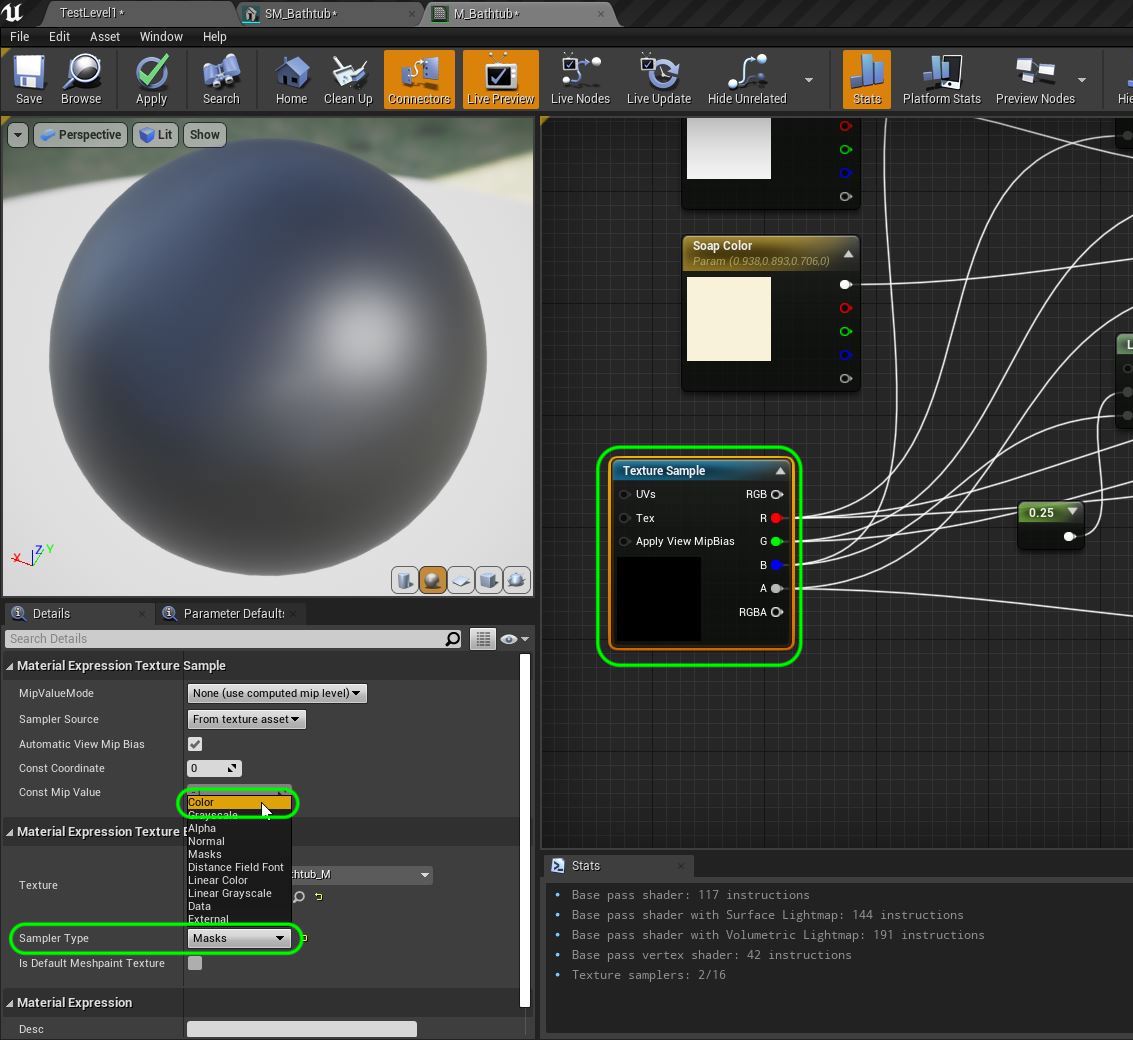 TestLevel1*
SM_Bathtub*
M_Bathtub*
File Edit Asset Window Help
Save Browse Apply Search Home Clean Up Connectors Live Preview Live Nodes Live Update Hide Unrelated Stats Platform Stats Preview Nodes
Perspective Lit Show
Soap Color
Param (0.938,0.893,0.706,0)
Texture Sample
UVs RGB
Tex R
Apply View MipBias G
B
A
RGBA
0.25
X Z Y
Details Parameter Defaults
Search Details
Material Expression Texture Sample
MipValueMode None (use computed mip level)
Sampler Source From texture asset
Automatic View Mip Bias
Const Coordinate 0
Const Mip Value
Color
Grayscale
Alpha
Normal
Masks
Distance Field Font
Linear Color
Linear Grayscale
Data
External
Material Expression Texture
Texture
Sampler Type Masks
Is Default Meshpaint Texture
Material Expression
Desc
Stats
Base pass shader: 117 instructions
Base pass shader with Surface Lightmap: 144 instructions
Base pass shader with Volumetric Lightmap: 191 instructions
Base pass vertex shader: 42 instructions
Texture samplers: 2/16